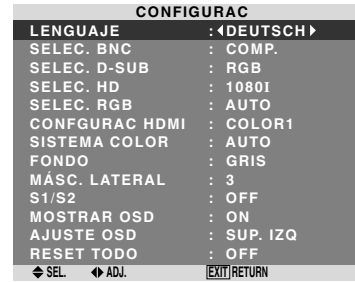 CONFIGURAC
LENGUAJE : DEUTSCH
SELEC. BNC : COMP.
SELEC. D-SUB : RGB
SELEC. HD : 1080I
SELEC. RGB : AUTO
CONFGURAC HDMI : COLOR1
SISTEMA COLOR : AUTO
FONDO : GRIS
MÁSC. LATERAL : 3
S1/S2 : OFF
MOSTRAR OSD : ON
AJUSTE OSD : SUP. IZQ
RESET TODO : OFF
SEL. ADJ. EXIT RETURN